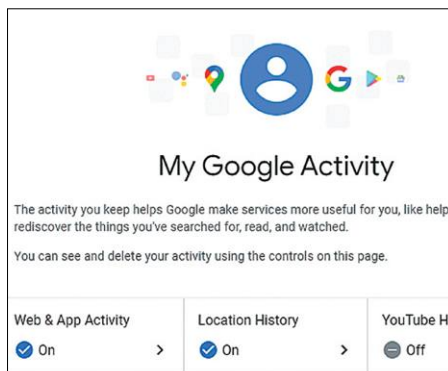 My Google Activity
The activity you keep helps Google make services more useful for you, like help
rediscover the things you've searched for, read, and watched.
You can see and delete your activity using the controls on this page.
Web & App Activity
Location History
YouTube H
On
On
Off